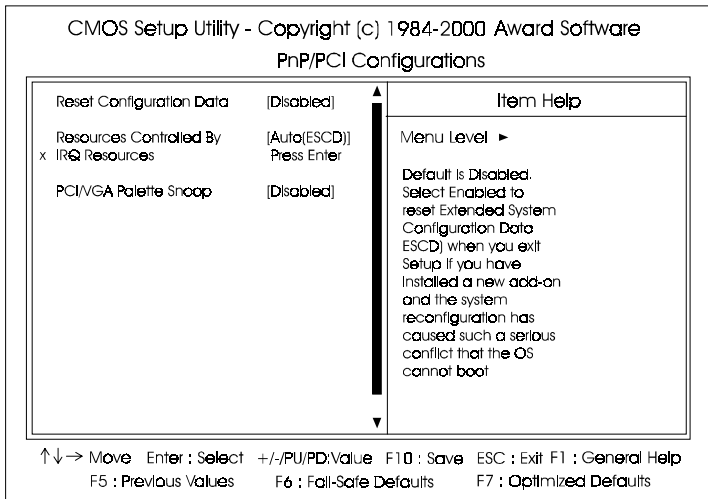 CMOS Setup Utility - Copyright (c) 1984-2000 Award Software
PnP/PCI Configurations
Reset Configuration Data [Disabled]
Resources Controlled By [Auto(ESCD)]
x IRQ Resources Press Enter
PCI/VGA Palette Snoop [Disabled]
Item Help
Menu Level ►
Default is Disabled.
Select Enabled to
reset Extended System
Configuration Data
ESCD) when you exit
Setup if you have
installed a new add-on
and the system
reconfiguration has
caused such a serious
conflict that the OS
cannot boot
↑↓→ Move Enter : Select +/-/PU/PD:Value F10 : Save ESC : Exit F1 : General Help
F5 : Previous Values F6 : Fail-Safe Defaults F7 : Optimized Defaults